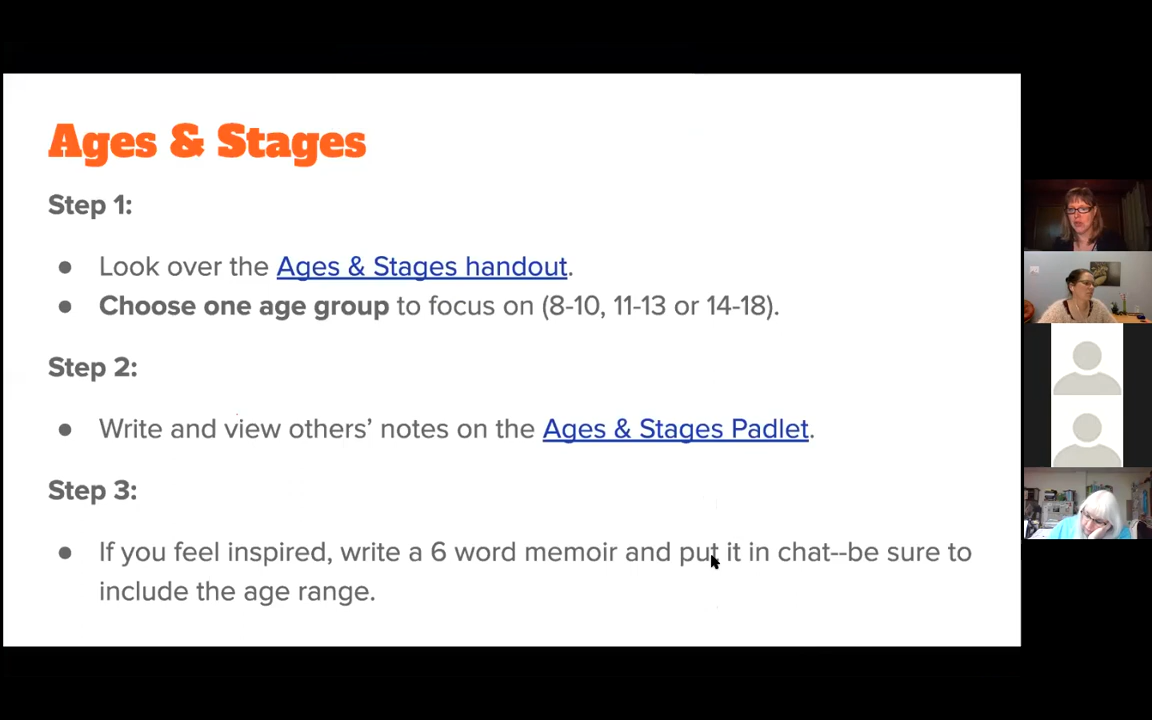 Ages & Stages
Step 1:
● Look over the Ages & Stages handout.
● Choose one age group to focus on (8-10, 11-13 or 14-18).
Step 2:
● Write and view others’ notes on the Ages & Stages Padlet.
Step 3:
● If you feel inspired, write a 6 word memoir and put it in chat--be sure to
include the age range.